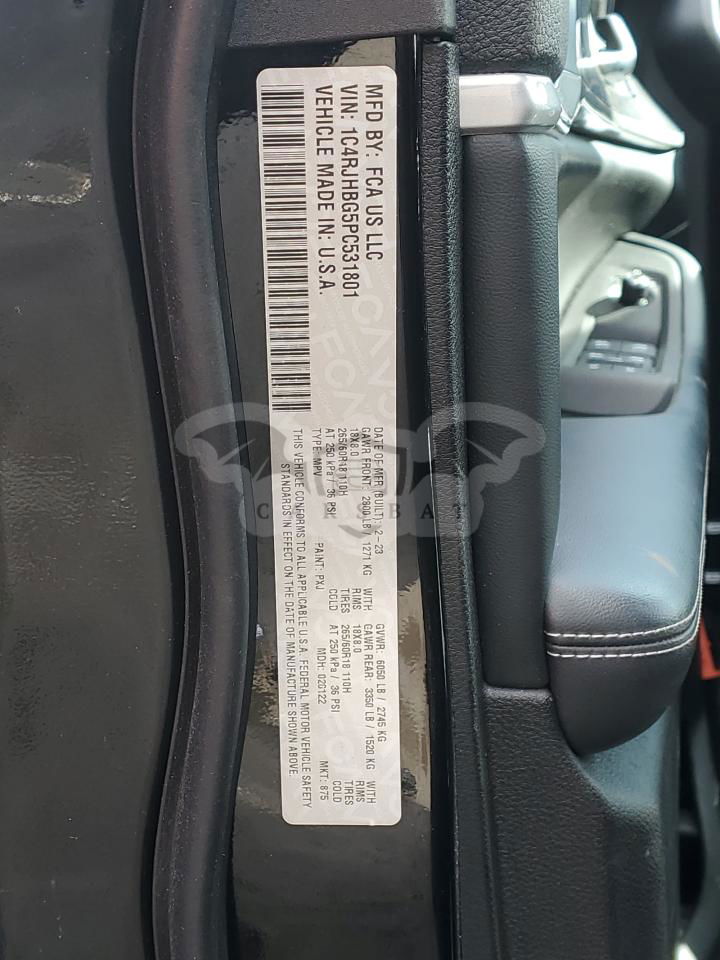 MFD BY: FCA US LLC
VIN: 1C4RJHBG5PC531801
VEHICLE MADE IN: U.S.A.
DATE OF MFR (BUILT): 2-23 GVWR: 6050 LB / 2745 KG
GAWR FRONT: 2800 LB / 1271 KG WITH GAWR REAR: 3350 LB / 1520 KG WITH
18X8.0 RIMS 18X8.0 RIMS
265/60R18 110H TIRES 265/60R18 110H TIRES
AT 250 kPa / 36 PSI COLD AT 250 kPa / 36 PSI COLD
TYPE: MPV PAINT: PXJ MDH: 020122 MKT: 875
THIS VEHICLE CONFORMS TO ALL APPLICABLE U.S.A. FEDERAL MOTOR VEHICLE SAFETY
STANDARDS IN EFFECT ON THE DATE OF MANUFACTURE SHOWN ABOVE.
CARSBAT